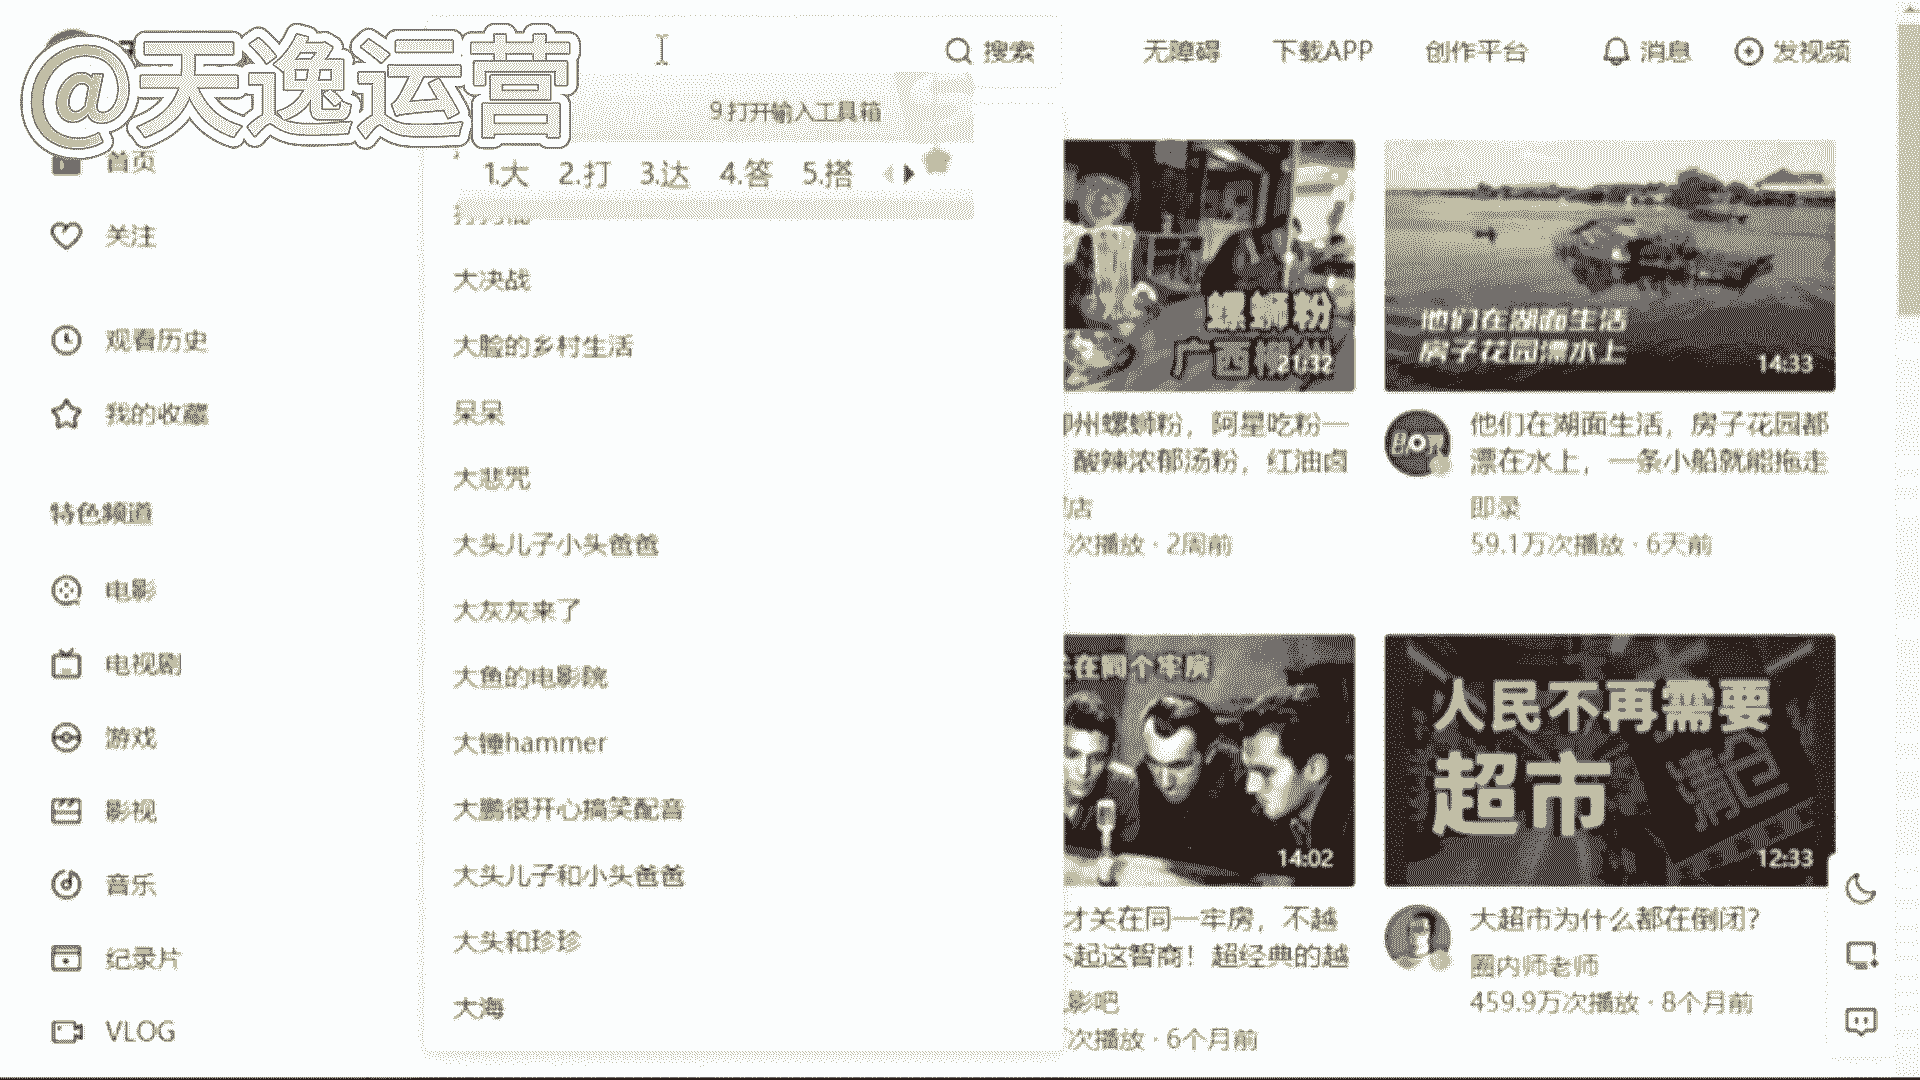 @天逸运营
搜索
无障碍
下载APP
创作平台
消息
发视频
9打开输入工具箱
1.大 2.打 3.达 4.答 5.搭
首页
关注
观看历史
我的收藏
特色频道
电影
电视剧
游戏
影视
音乐
纪录片
VLOG
大决战
大脸的乡村生活
呆呆
大悲咒
大头儿子小头爸爸
大灰灰来了
大鱼的电影院
大锤hammer
大鹏很开心搞笑配音
大头儿子和小头爸爸
大头和珍珍
大海
螺蛳粉
广西柳州
21:32
州螺蛳粉，阿星吃粉一
酸辣浓郁汤粉，红油卤
店
次播放 · 2周前
他们在湖面生活
房子花园漂水上
14:33
他们在湖面生活，房子花园都
漂在水上，一条小船就能拖走
即录
59.1万次播放 · 6天前
在同个牢房
14:02
才关在同一牢房，不越
起这智商！超经典的越
影吧
次播放 · 6个月前
人民不再需要
超市
清仓
12:33
大超市为什么都在倒闭？
圈内师老师
459.9万次播放 · 8个月前